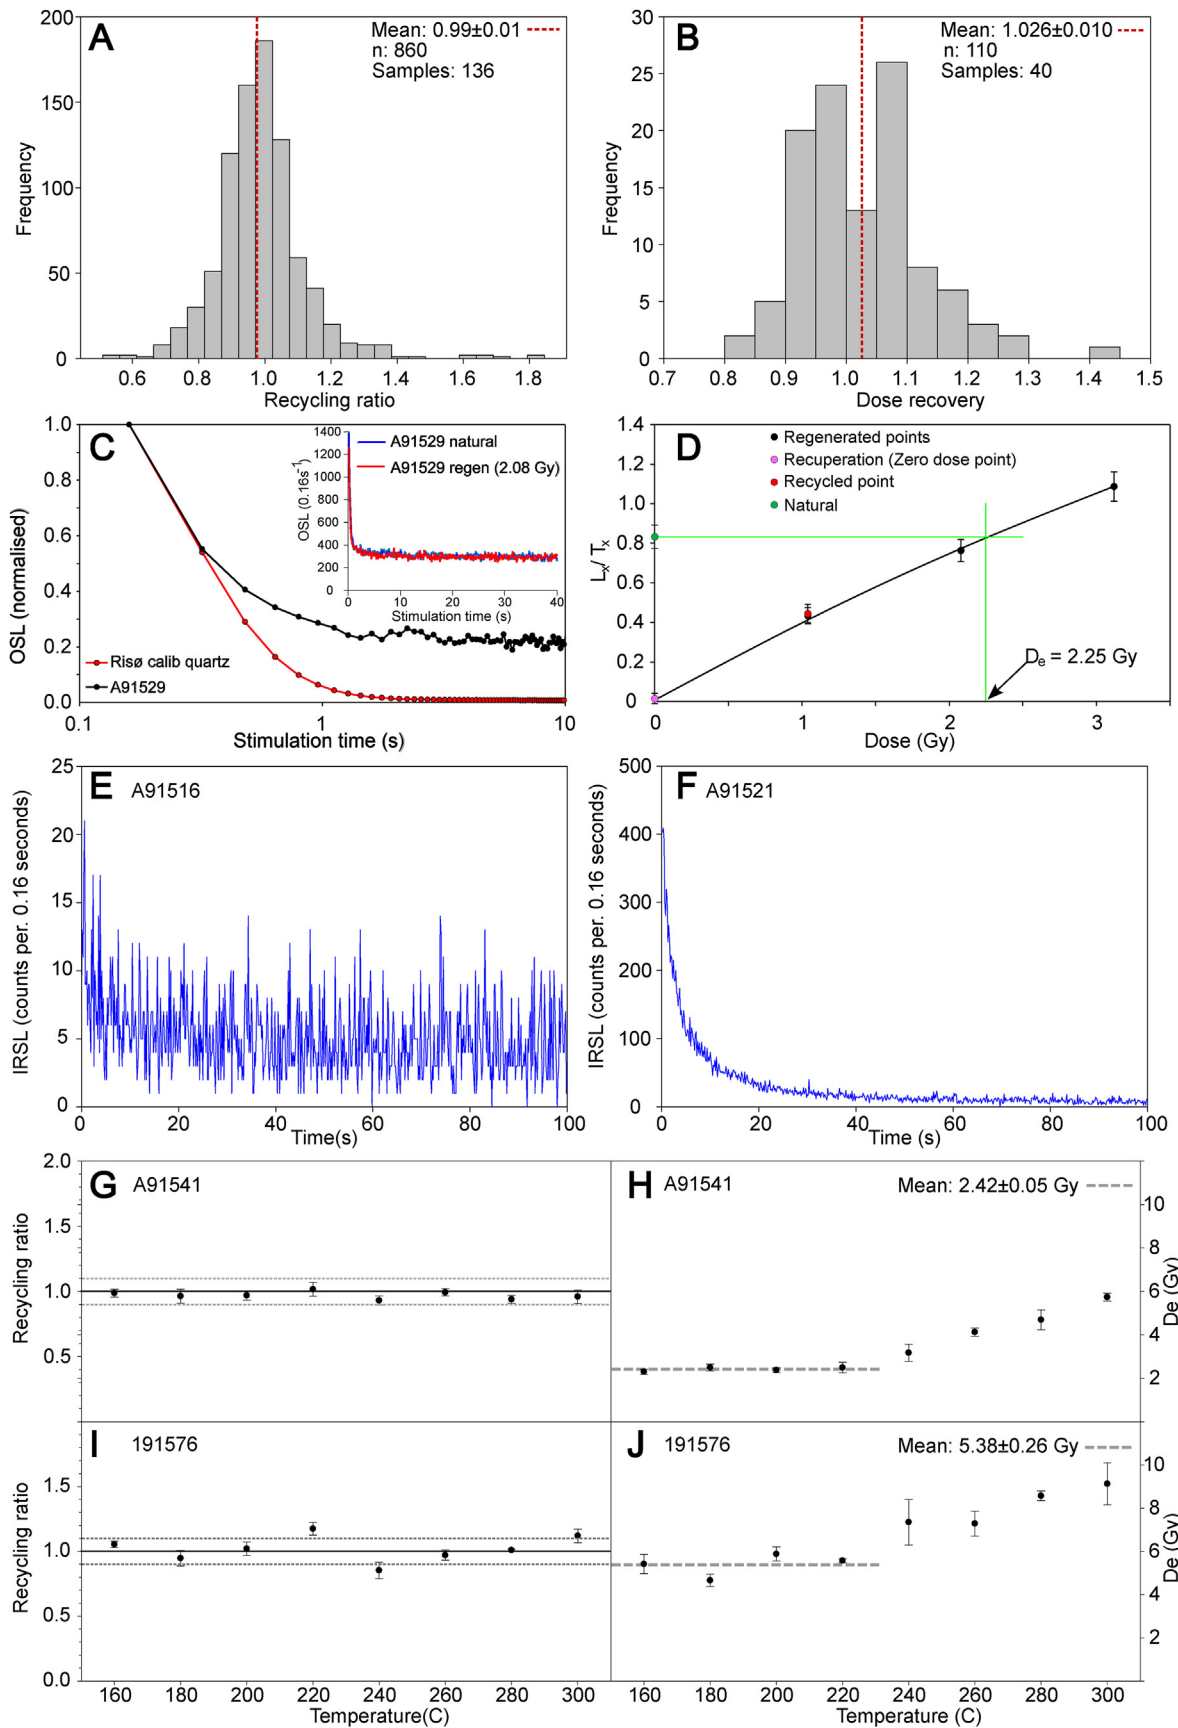 A
Mean: 0.99±0.01
n: 860
Samples: 136
Frequency
200
150
100
50
0
0.6
0.8
1.0
1.2
1.4
1.6
1.8
Recycling ratio
B
Mean: 1.026±0.010
n: 110
Samples: 40
Frequency
30
25
20
15
10
5
0
0.7
0.8
0.9
1.0
1.1
1.2
1.3
1.4
1.5
Dose recovery
C
OSL (normalised)
1.0
0.8
0.6
0.4
0.2
0.0
0.1
1
10
Stimulation time (s)
Risø calib quartz
A91529
A91529 natural
A91529 regen (2.08 Gy)
OSL (0.16s⁻¹)
1400
1200
1000
800
600
400
200
0
0
10
20
30
40
Stimulation time (s)
D
Regenerated points
Recuperation (Zero dose point)
Recycled point
Natural
Lₓ/ Tₓ
1.4
1.2
1.0
0.8
0.6
0.4
0.2
0
0
1
2
3
Dose (Gy)
Dₑ = 2.25 Gy
E
A91516
IRSL (counts per. 0.16 seconds)
25
20
15
10
5
0
0
20
40
60
80
100
Time(s)
F
A91521
IRSL (counts per. 0.16 seconds)
500
400
300
200
100
0
0
20
40
60
80
100
Time (s)
G
A91541
Recycling ratio
2.0
1.5
1.0
0.5
H
A91541
Mean: 2.42±0.05 Gy
10
8
6
4
2
De (Gy)
I
191576
Recycling ratio
1.5
1.0
0.5
0.0
160
180
200
220
240
260
280
300
Temperature(C)
J
191576
Mean: 5.38±0.26 Gy
10
8
6
4
2
De (Gy)
160
180
200
220
240
260
280
300
Temperature (C)